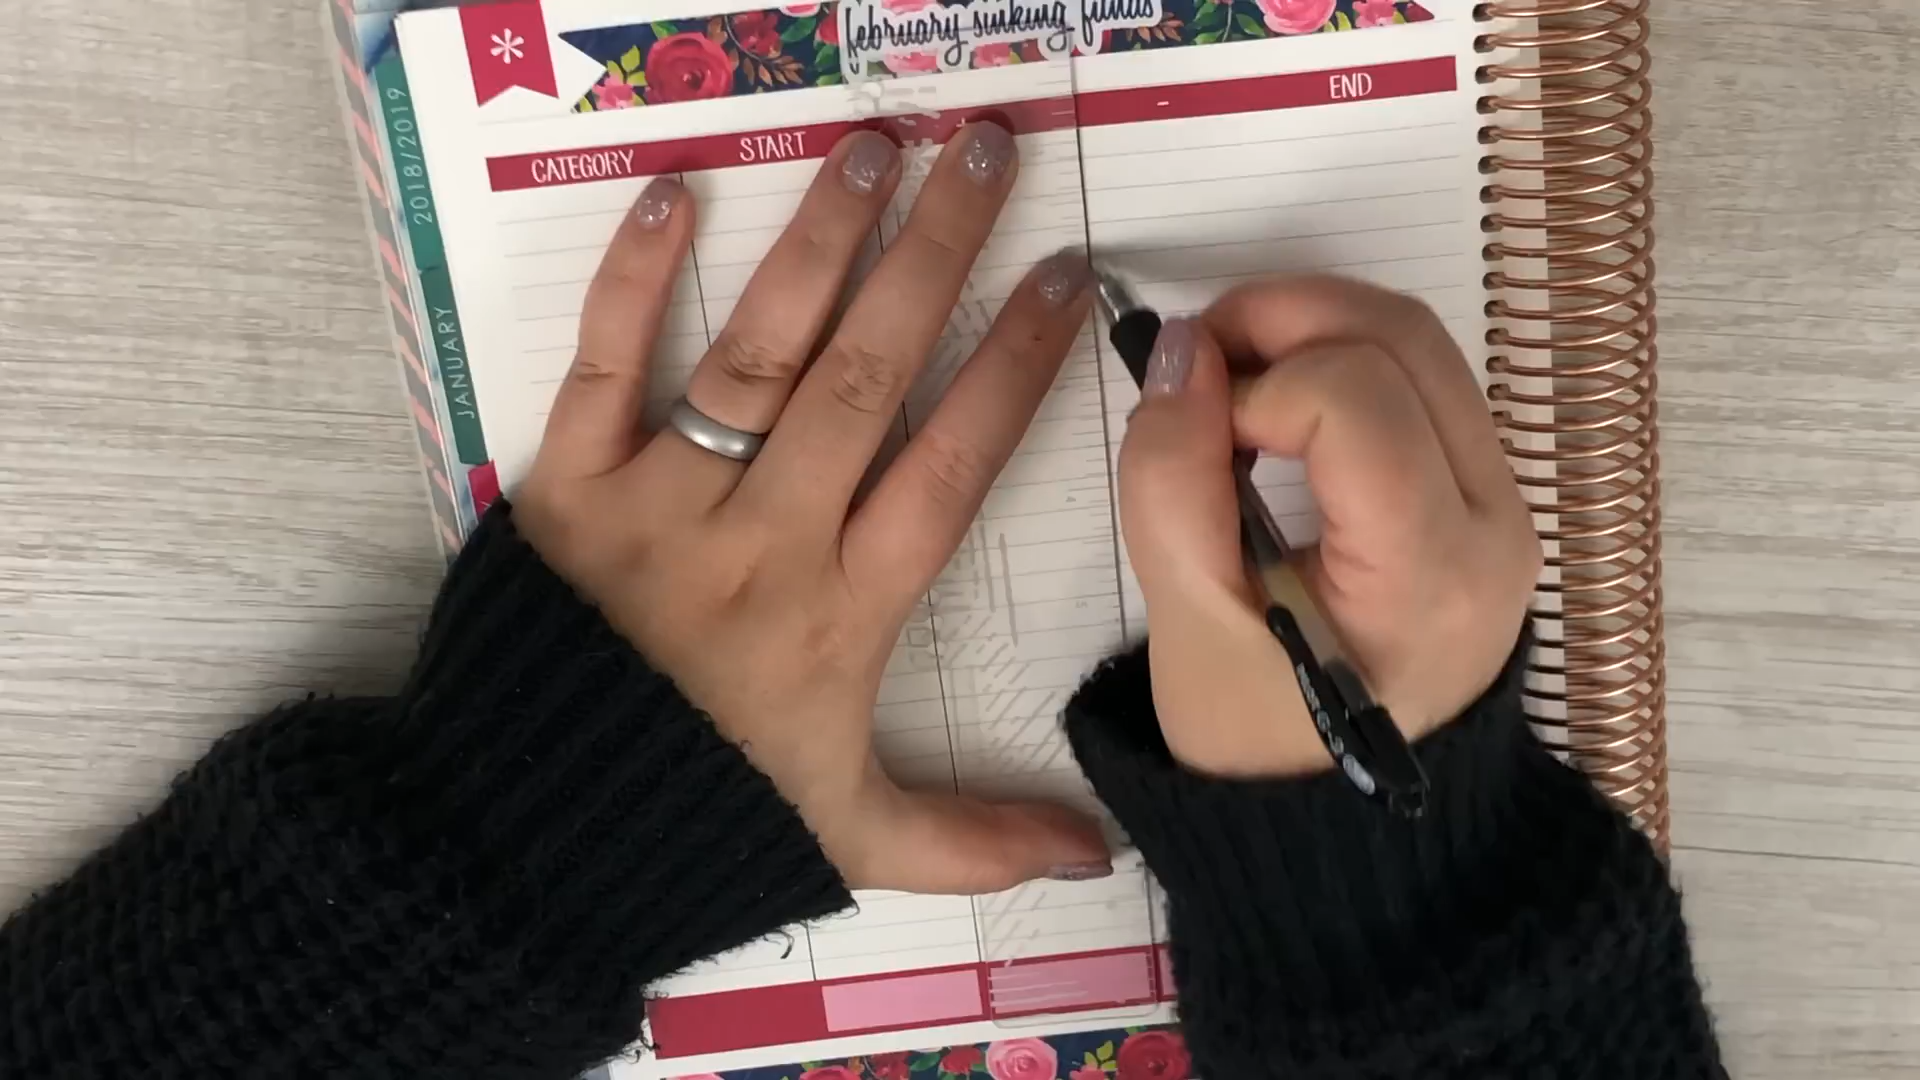 february sinking funds
CATEGORY START + - END
2018/2019
JANUARY